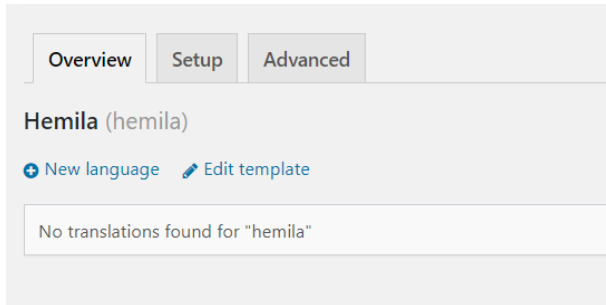 Overview Setup Advanced
Hemila (hemila)
New language Edit template
No translations found for "hemila"